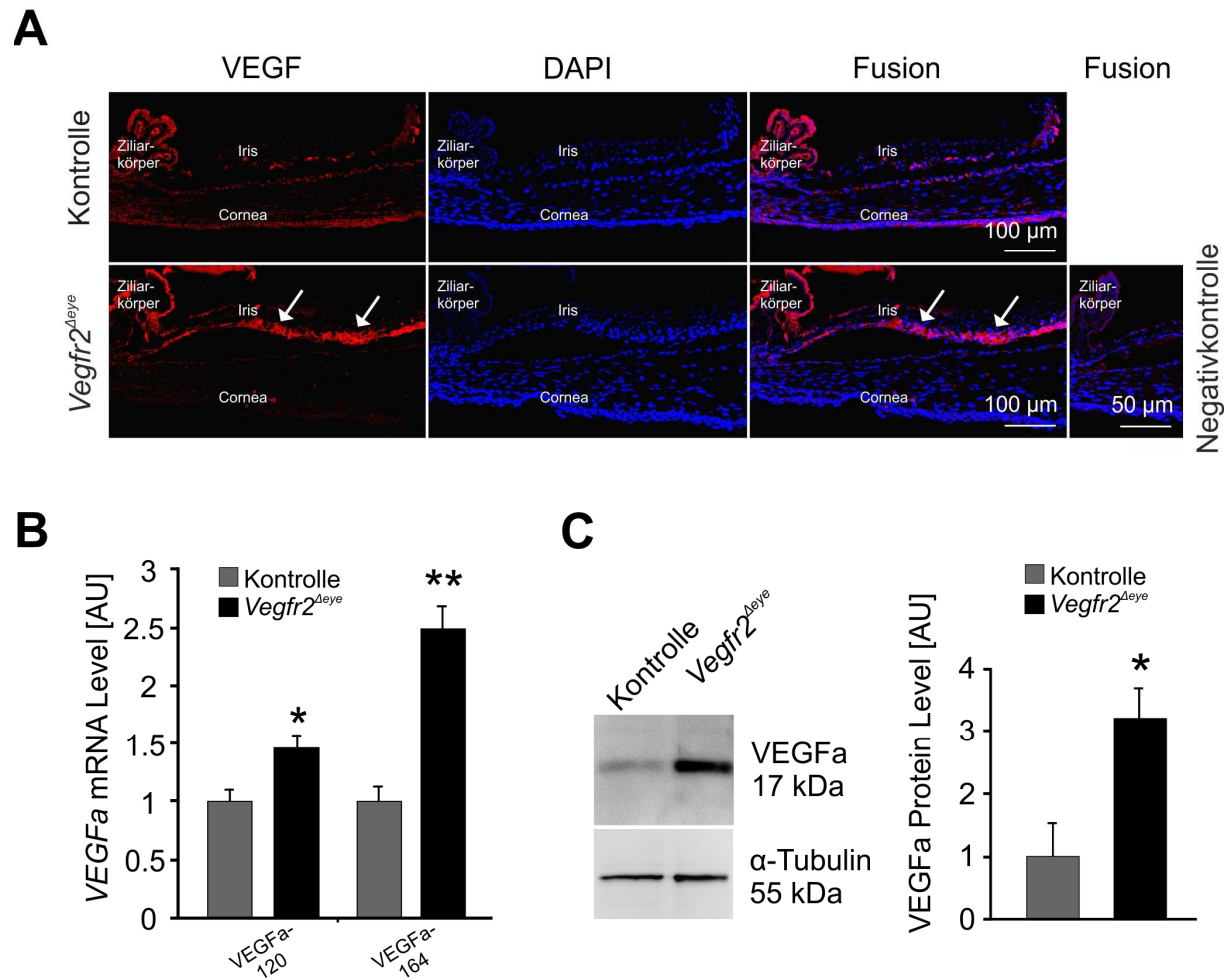 A
VEGF
DAPI
Fusion
Fusion
Kontrolle
Ziliar-
körper
Iris
Cornea
Ziliar-
körper
Iris
Cornea
Ziliar-
körper
Iris
Cornea
100 µm
Vegfr2Δeye
Ziliar-
körper
Iris
Cornea
Ziliar-
körper
Iris
Cornea
Ziliar-
körper
Iris
Cornea
100 µm
Ziliar-
körper
50 µm
Negativkontrolle
B
VEGFa mRNA Level [AU]
3
2.5
2
1.5
1
0.5
0
Kontrolle
Vegfr2Δeye
*
**
VEGFa-
120
VEGFa-
164
C
Kontrolle
Vegfr2Δeye
VEGFa
17 kDa
α-Tubulin
55 kDa
VEGFa Protein Level [AU]
Kontrolle
Vegfr2Δeye
4
3
2
1
0
*